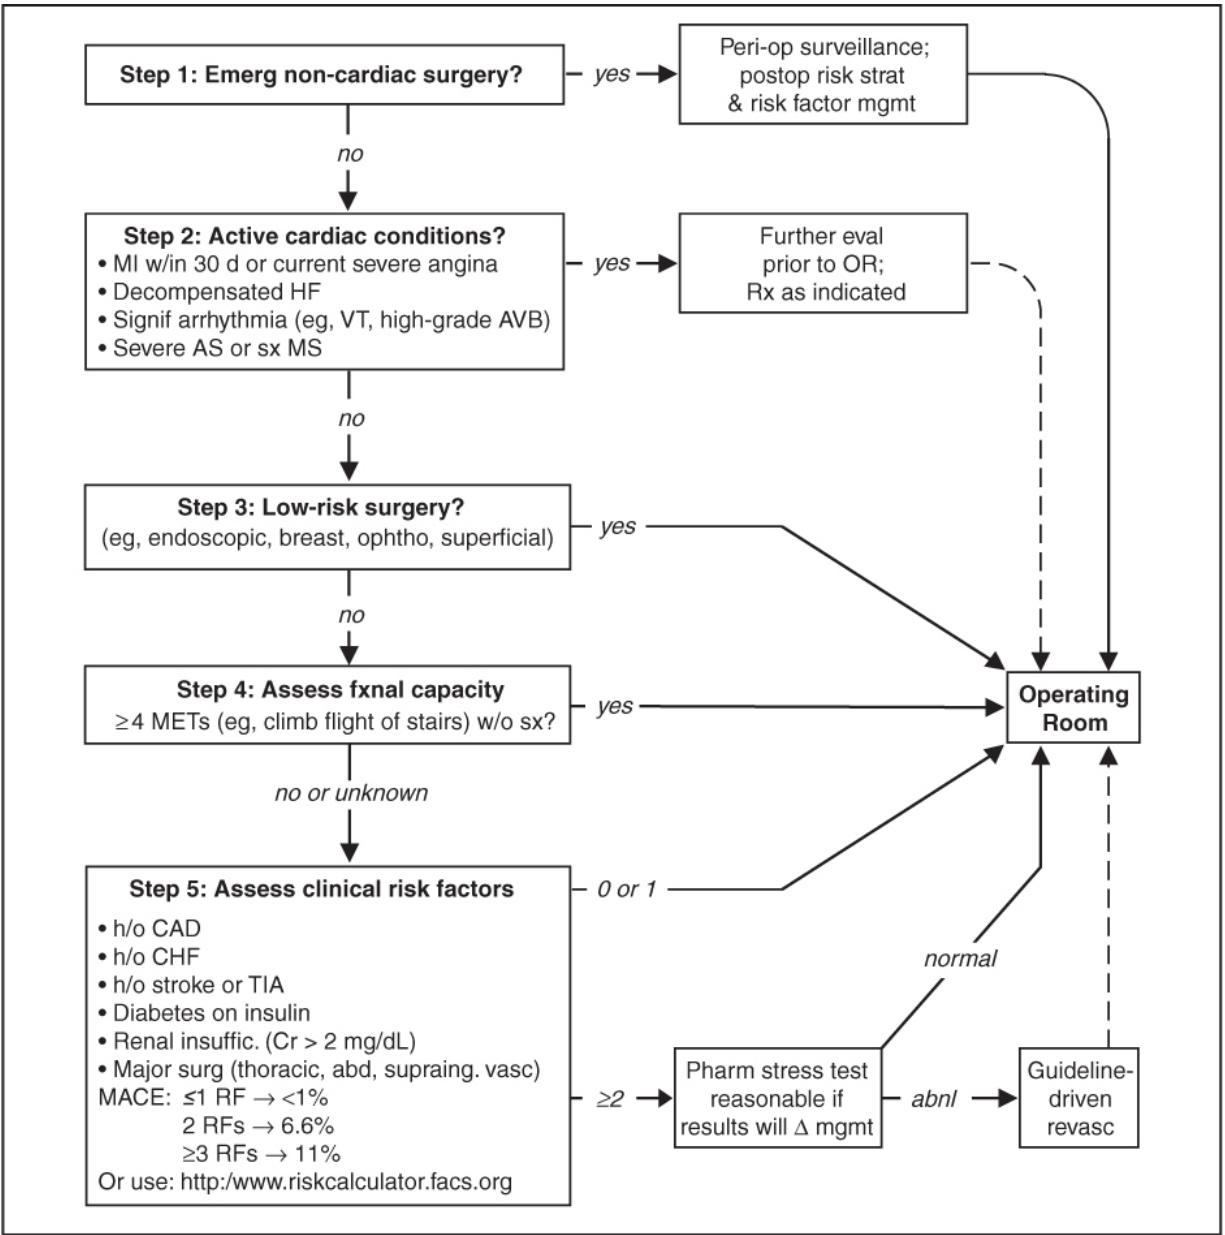 Step 1: Emerg non-cardiac surgery?
yes
Peri-op surveillance;
postop risk strat
& risk factor mgmt
no
Step 2: Active cardiac conditions?
• MI w/in 30 d or current severe angina
• Decompensated HF
• Signif arrhythmia (eg, VT, high-grade AVB)
• Severe AS or sx MS
yes
Further eval
prior to OR;
Rx as indicated
no
Step 3: Low-risk surgery?
(eg, endoscopic, breast, ophtho, superficial)
yes
no
Step 4: Assess fxnal capacity
≥4 METs (eg, climb flight of stairs) w/o sx?
yes
Operating
Room
no or unknown
Step 5: Assess clinical risk factors
• h/o CAD
• h/o CHF
• h/o stroke or TIA
• Diabetes on insulin
• Renal insuffic. (Cr > 2 mg/dL)
• Major surg (thoracic, abd, supraing. vasc)
MACE: ≤1 RF → <1%
2 RFs → 6.6%
≥3 RFs → 11%
Or use: http:/www.riskcalculator.facs.org
0 or 1
normal
≥2
Pharm stress test
reasonable if
results will Δ mgmt
abnl
Guideline-
driven
revasc